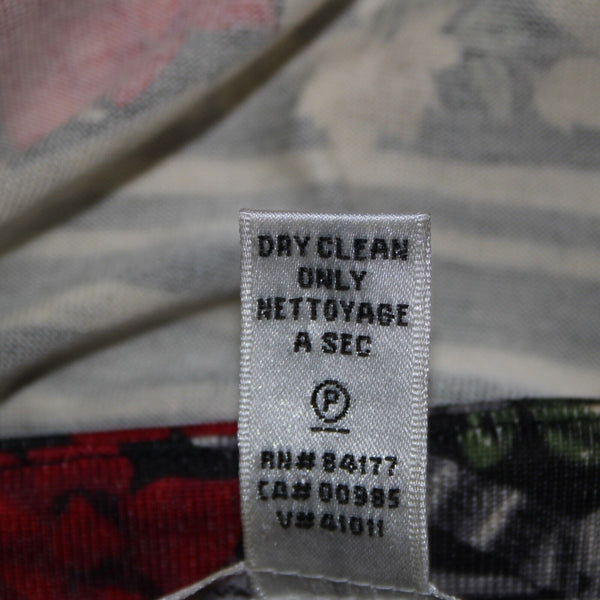 DRY CLEAN
ONLY
NETTOYAGE
A SEC
P
RN# 84177
CA# 00985
V# 41011